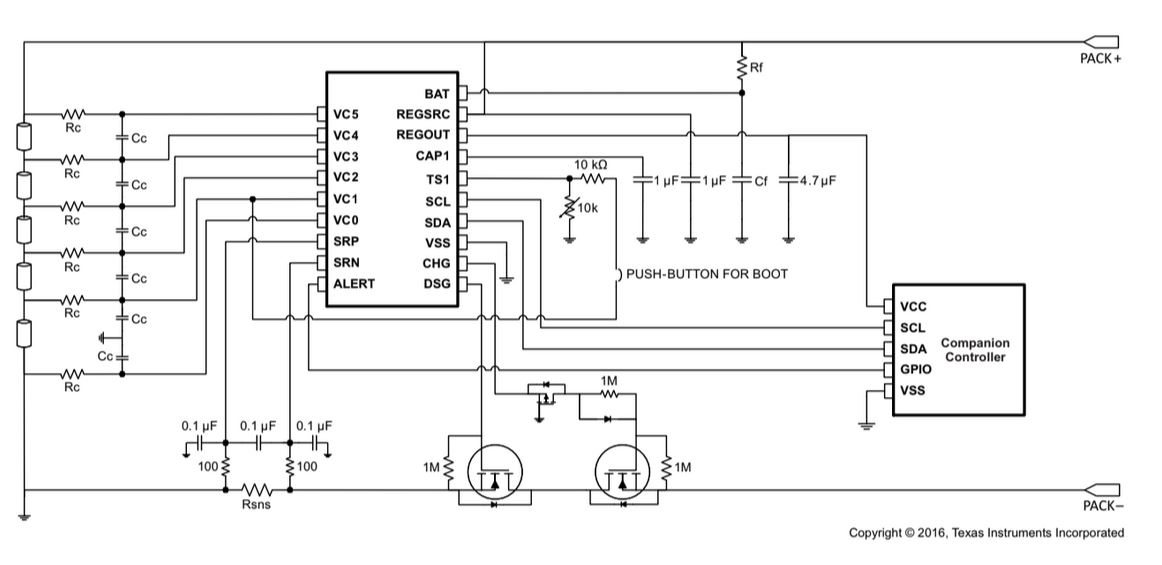 PACK+
Rf
BAT
VC5 REGSRC
Rc
Cc
VC4 REGOUT
VC3 CAP1
10 kΩ
Rc
Cc
VC2 TS1
1 µF 1 µF Cf 4.7 µF
VC1 SCL
10k
Rc
Cc
VC0 SDA
SRP VSS
Rc
SRN CHG
Cc
PUSH-BUTTON FOR BOOT
ALERT DSG
VCC
Rc
Cc
SCL
SDA Companion
Controller
Cc
GPIO
Rc
1M
VSS
0.1 µF 0.1 µF 0.1 µF
100 100
1M 1M
Rsns
PACK–
Copyright © 2016, Texas Instruments Incorporated